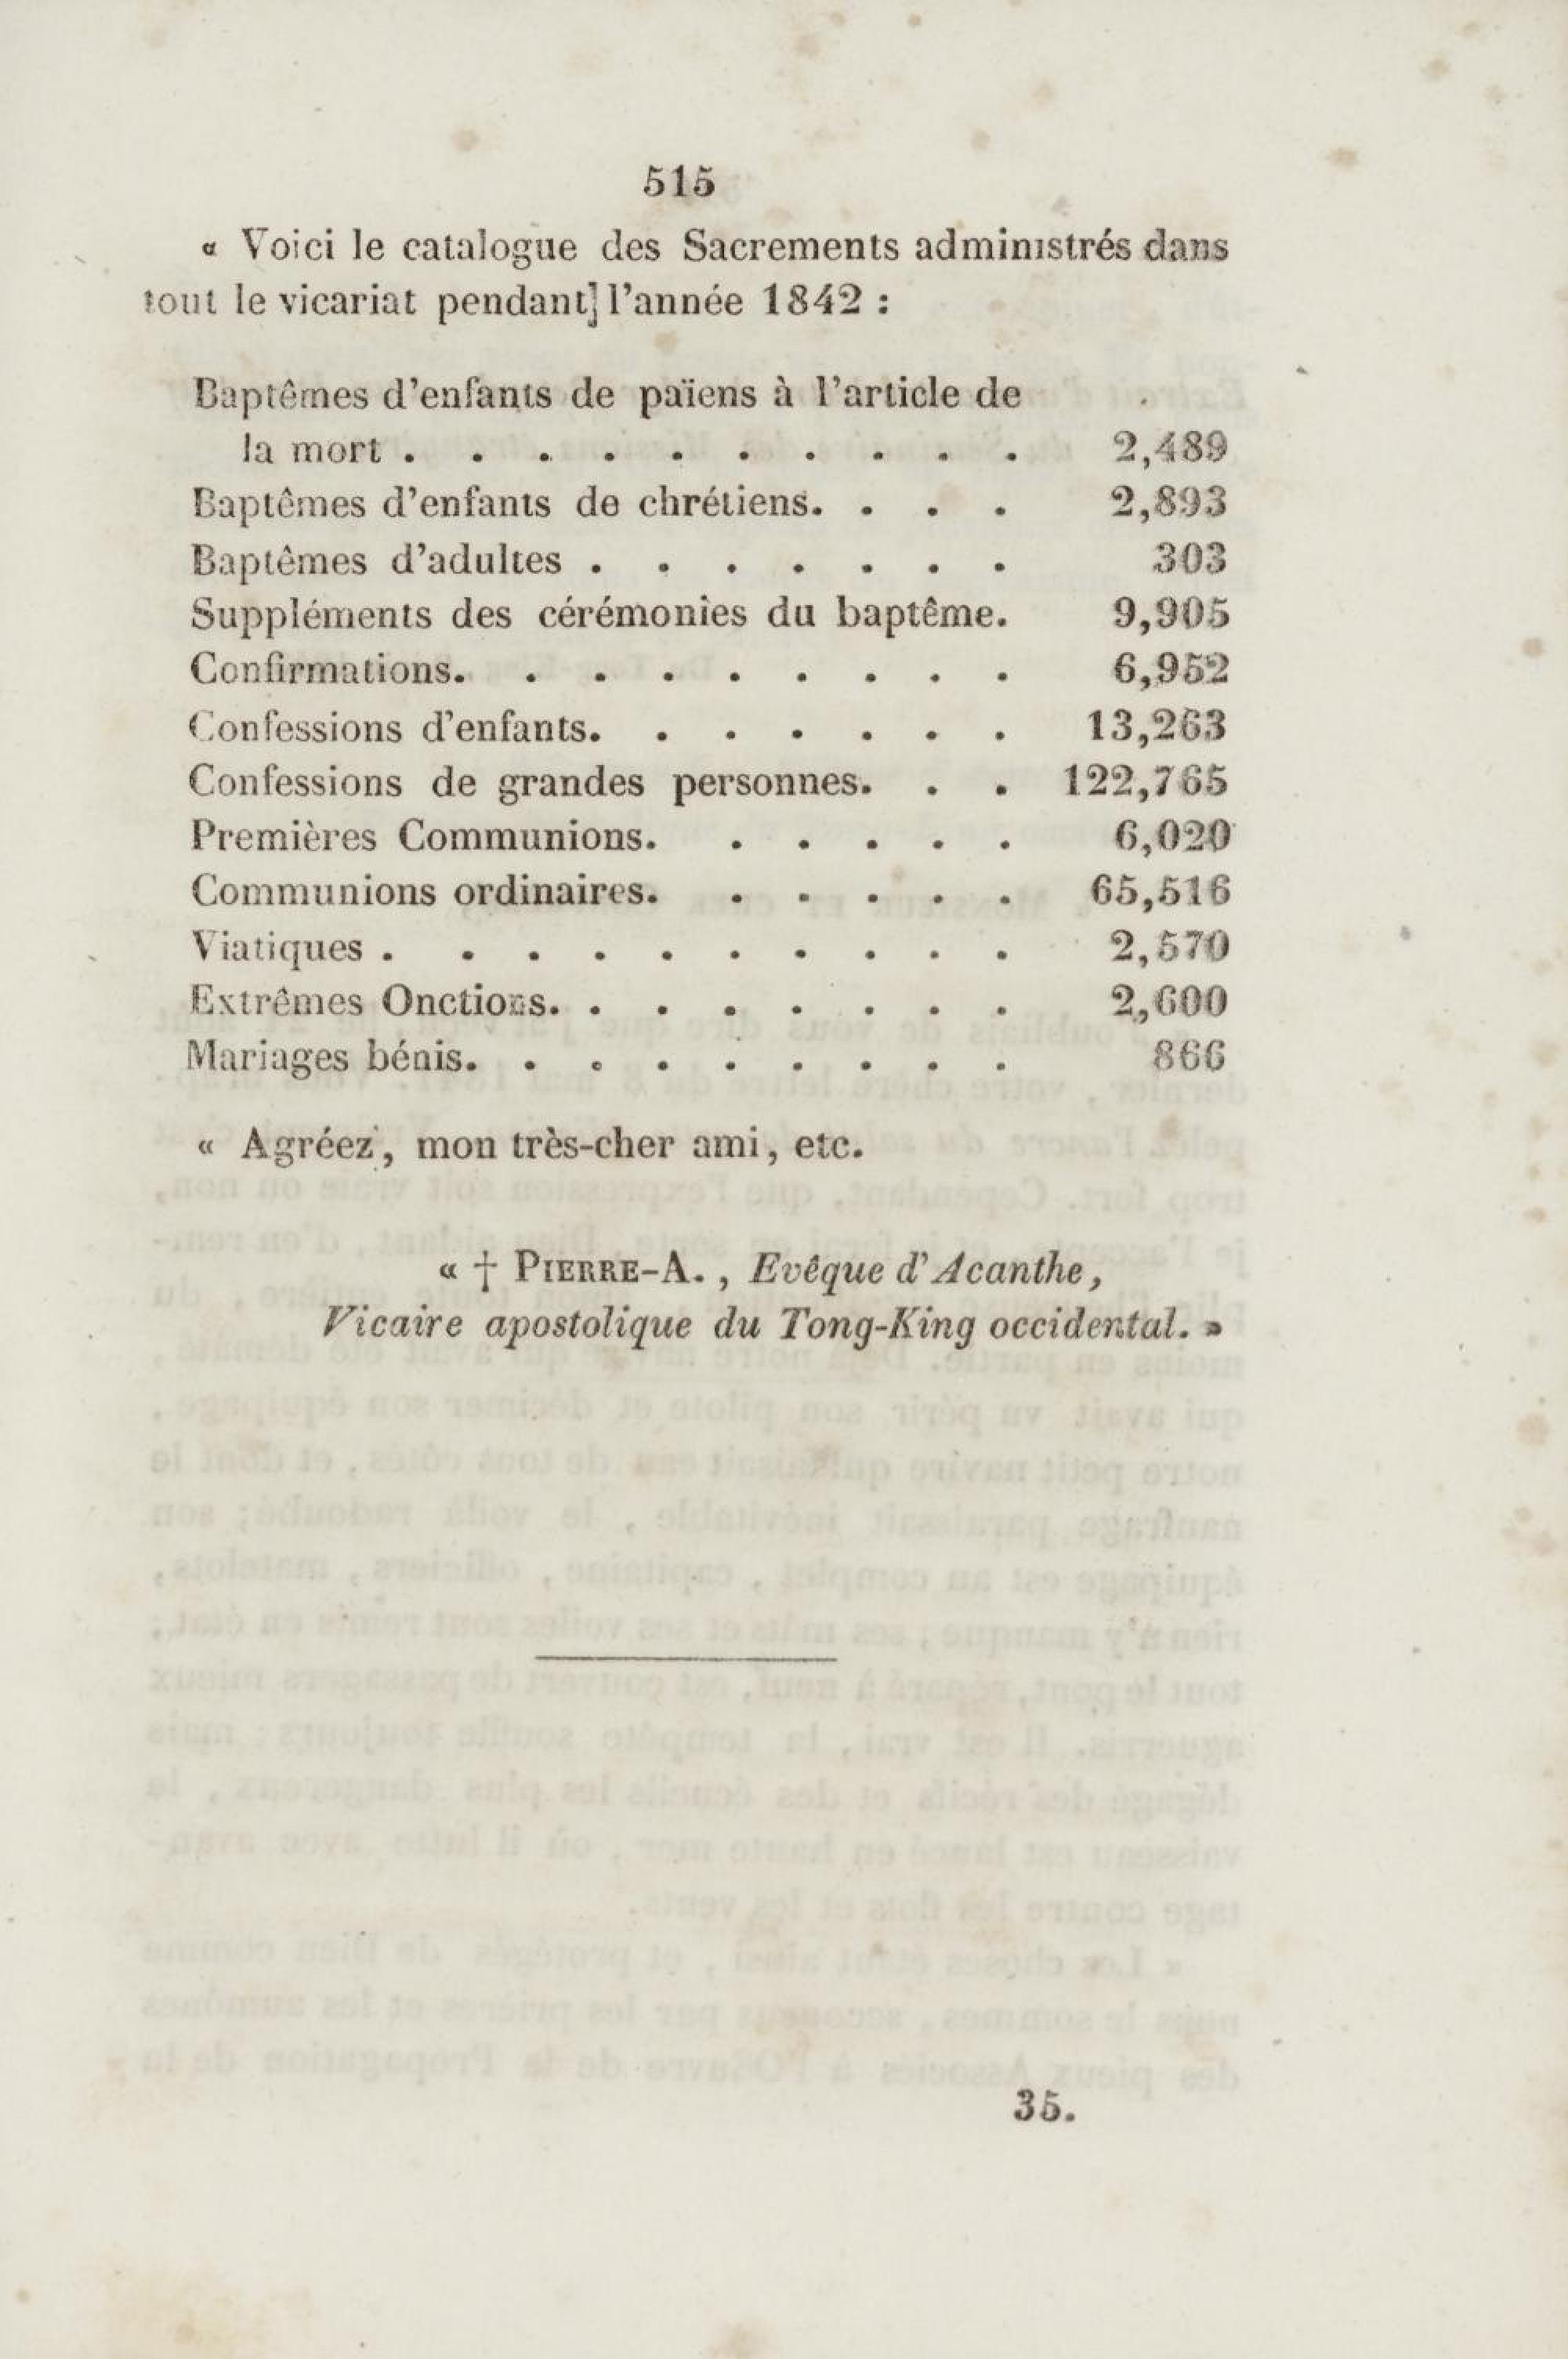 515
« Voici le catalogue des Sacrements administrés dans
tout le vicariat pendant] l'année 1842 :
Baptêmes d'enfants de païens à l'article de
la mort . . . . . . . . . . 2,489
Baptêmes d'enfants de chrétiens. . . . 2,893
Baptêmes d'adultes . . . . . . . 303
Suppléments des cérémonies du baptême. 9,905
Confirmations. . . . . . . . . 6,952
Confessions d'enfants. . . . . . . 13,263
Confessions de grandes personnes. . . 122,765
Premières Communions. . . . . . 6,020
Communions ordinaires. . . . . . 65,516
Viatiques . . . . . . . . . . 2,570
Extrêmes Onctions. . . . . . . . 2,600
Mariages bénis. . . . . . . . . 866
« Agréez, mon très-cher ami, etc.
« † PIERRE-A. , Evêque d'Acanthe,
Vicaire apostolique du Tong-King occidental. »
35.